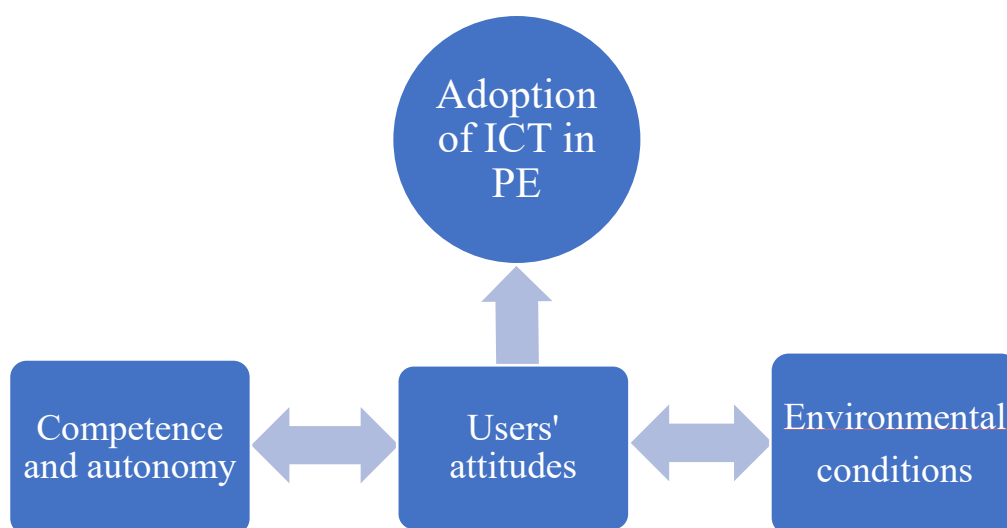 Adoption
of ICT in
PE
Competence
and autonomy
Users'
attitudes
Environmental
conditions